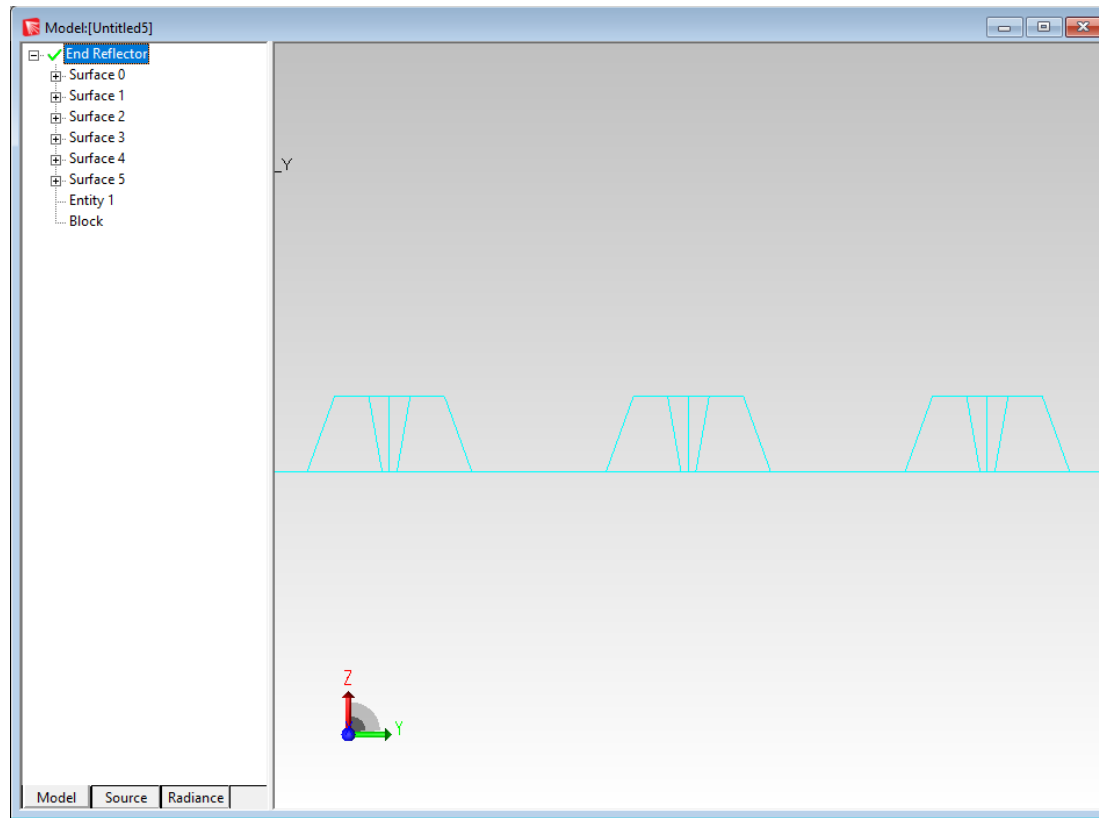 Model:[Untitled5]
End Reflector
Surface 0
Surface 1
Surface 2
Surface 3
Surface 4
Surface 5
Entity 1
Block
_Y
Z
Y
Model Source Radiance